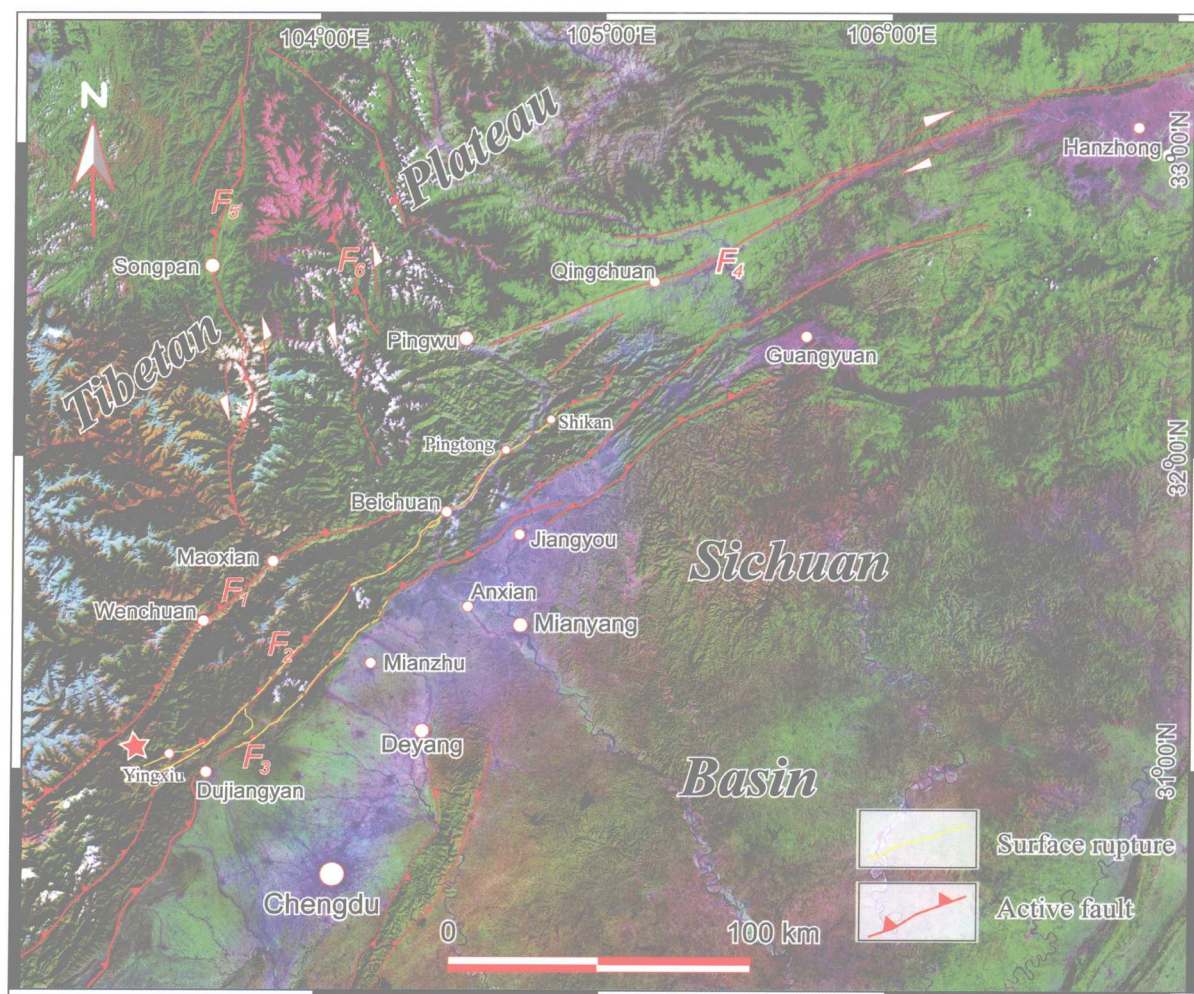 104°00'E
105°00'E
106°00'E
N
Plateau
Hanzhong
33°00'N
F5
Songpan
F6
Qingchuan
F4
Tibetan
Pingwu
Guangyuan
Shikan
Pingtong
32°00'N
Beichuan
Jiangyou
Sichuan
Maoxian
F1
Anxian
Wenchuan
Mianyang
F2
Mianzhu
Deyang
Yingxiu
F3
Dujiangyan
Basin
31°00'N
Surface rupture
Chengdu
Active fault
0
100 km